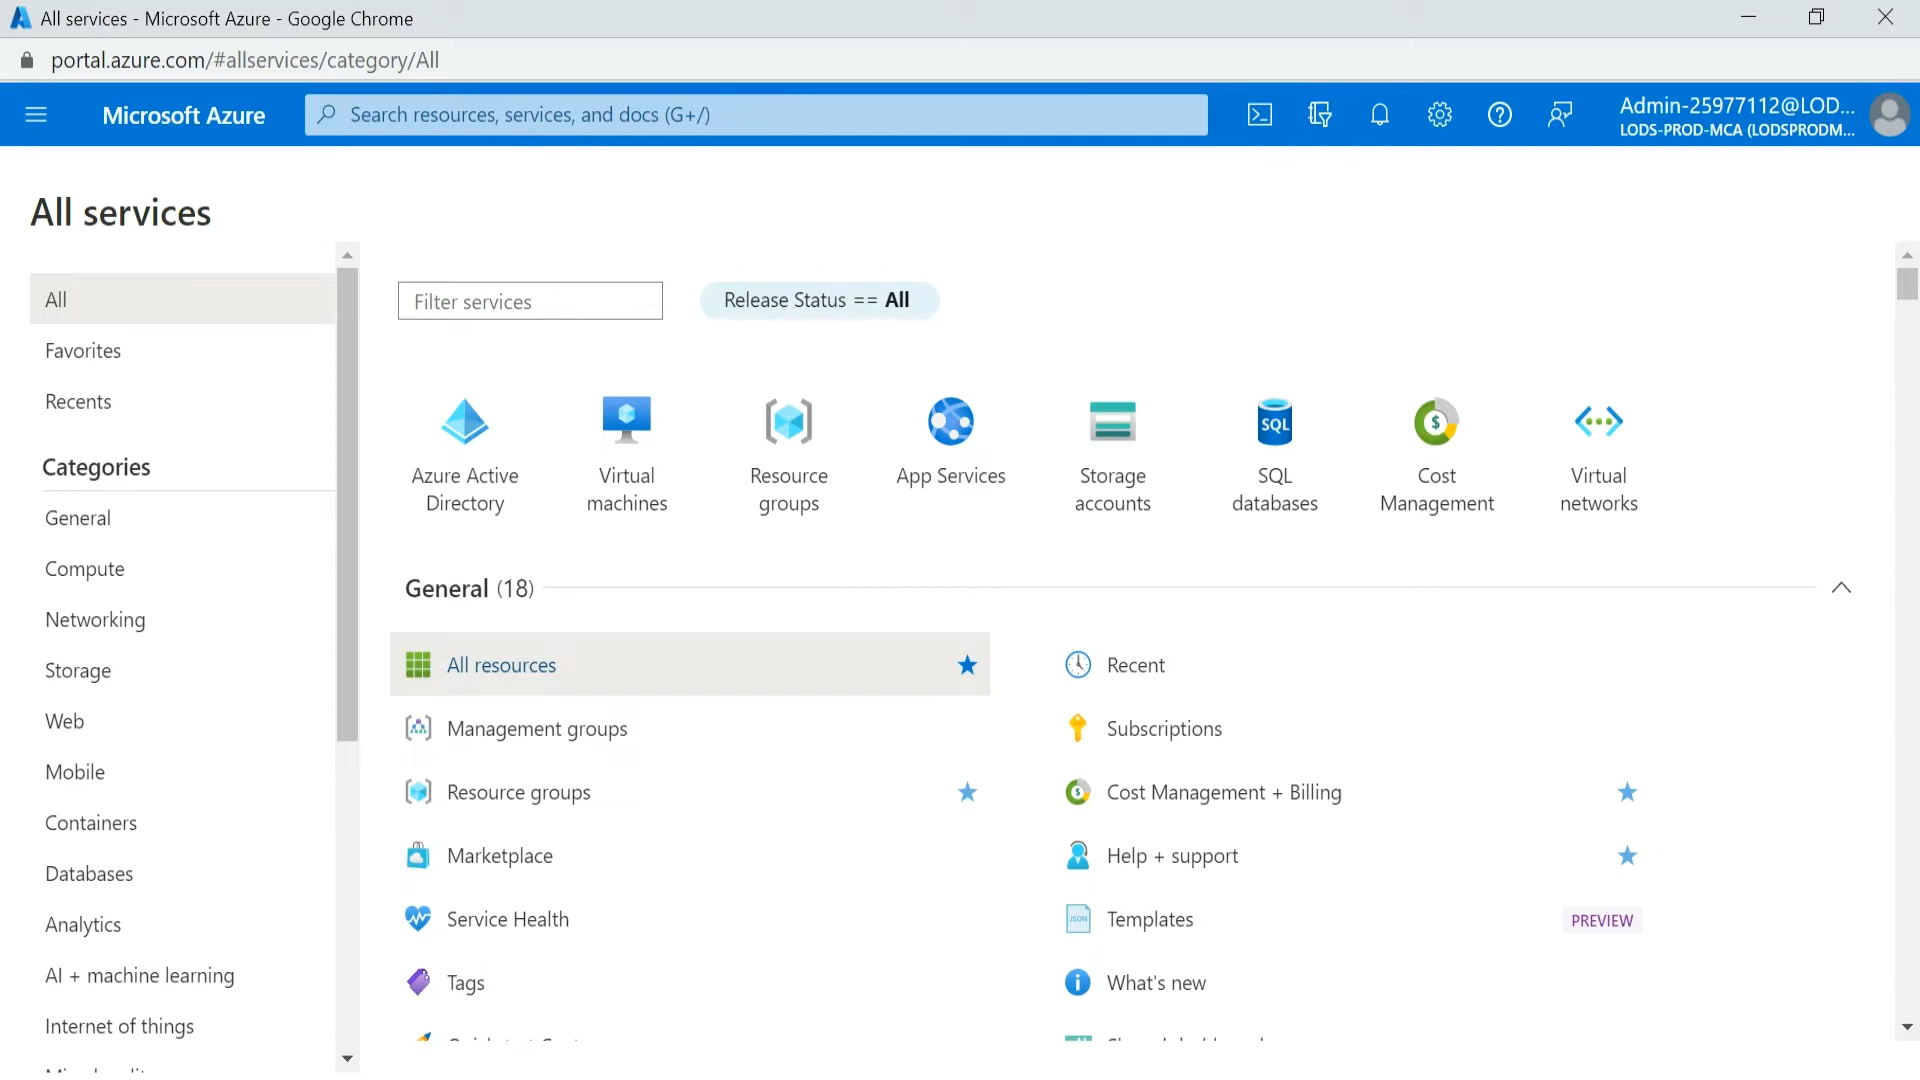 All services - Microsoft Azure - Google Chrome
portal.azure.com/#allservices/category/All
Microsoft Azure
Search resources, services, and docs (G+/)
Admin-25977112@LOD...
LODS-PROD-MCA (LODSPRODM...
All services
All
Favorites
Recents
Categories
General
Compute
Networking
Storage
Web
Mobile
Containers
Databases
Analytics
AI + machine learning
Internet of things
Filter services
Release Status == All
Azure Active
Directory
Virtual
machines
Resource
groups
App Services
Storage
accounts
SQL
SQL
databases
Cost
Management
Virtual
networks
General (18)
All resources
Recent
Management groups
Subscriptions
Resource groups
Cost Management + Billing
Marketplace
Help + support
Service Health
JSON
Templates
PREVIEW
Tags
What's new